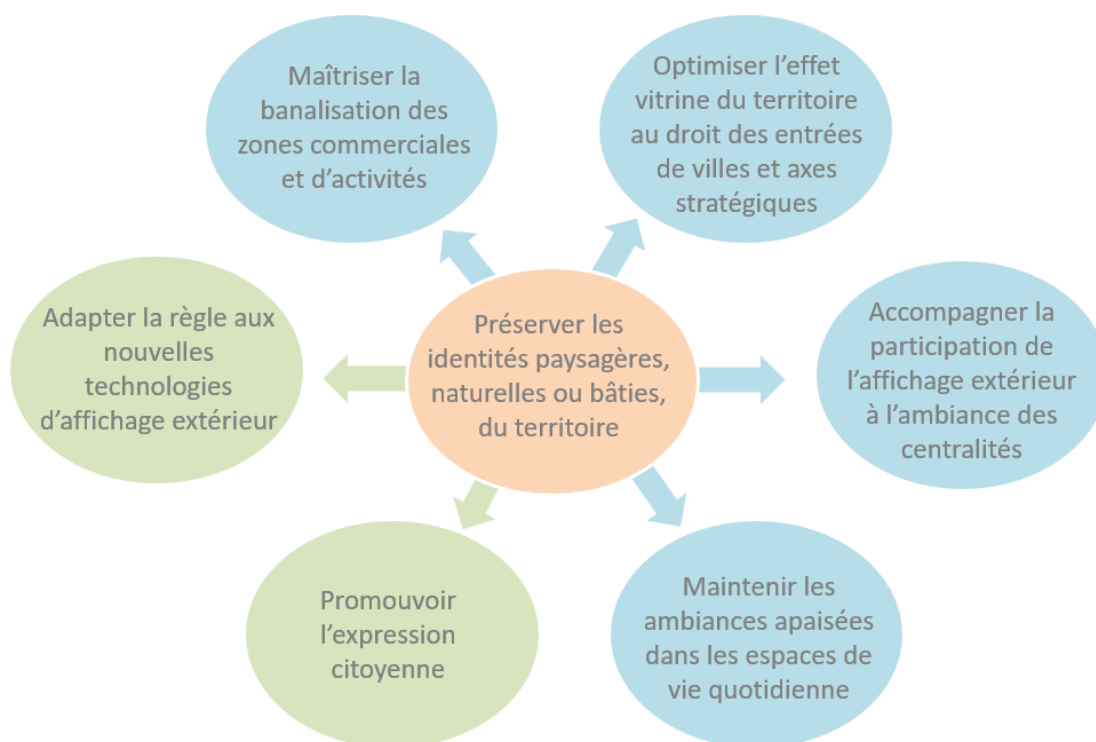 Maîtriser la
banalisation des
zones commerciales
et d’activités
Optimiser l’effet
vitrine du territoire
au droit des entrées
de villes et axes
stratégiques
Adapter la règle aux
nouvelles
technologies
d’affichage extérieur
Préserver les
identités paysagères,
naturelles ou bâties,
du territoire
Accompagner la
participation de
l’affichage extérieur
à l’ambiance des
centralités
Promouvoir
l’expression
citoyenne
Maintenir les
ambiances apaisées
dans les espaces de
vie quotidienne